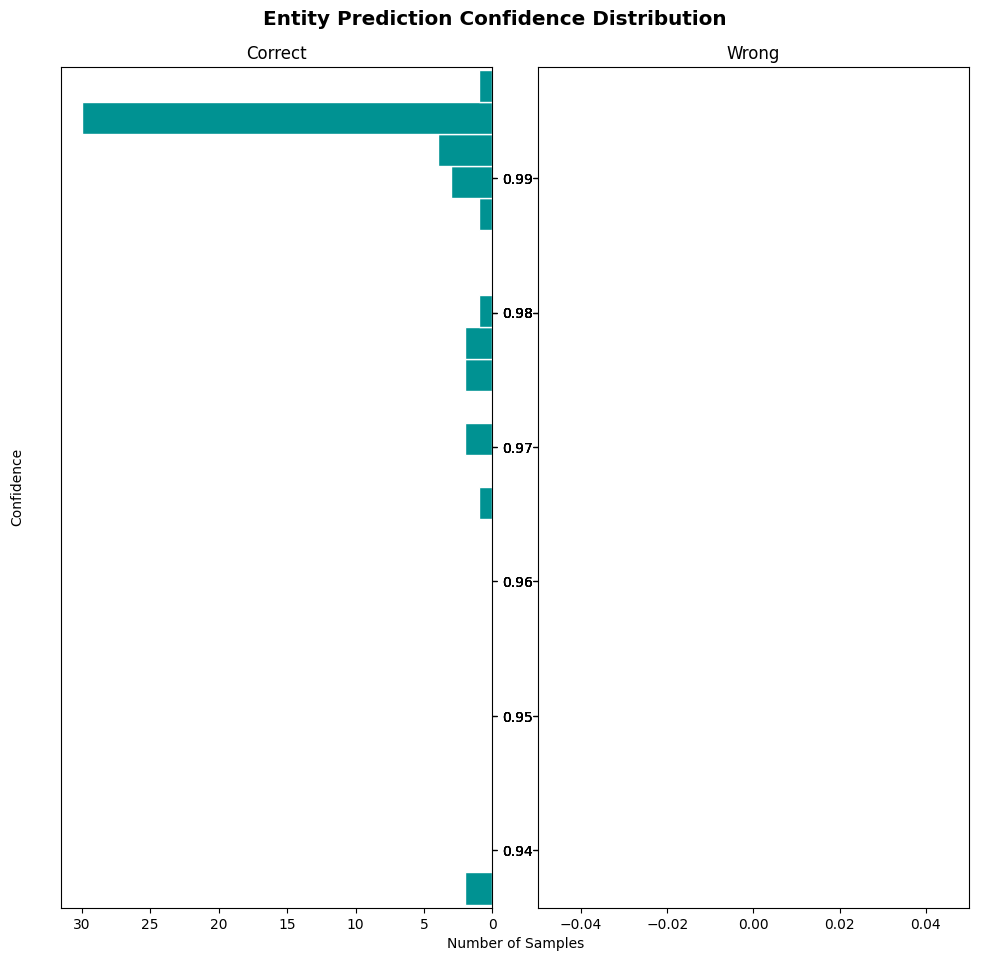 Entity Prediction Confidence Distribution
Correct
Wrong
0.99
0.98
0.97
0.96
0.95
0.94
Confidence
30 25 20 15 10 5 0
−0.04 −0.02 0.00 0.02 0.04
Number of Samples